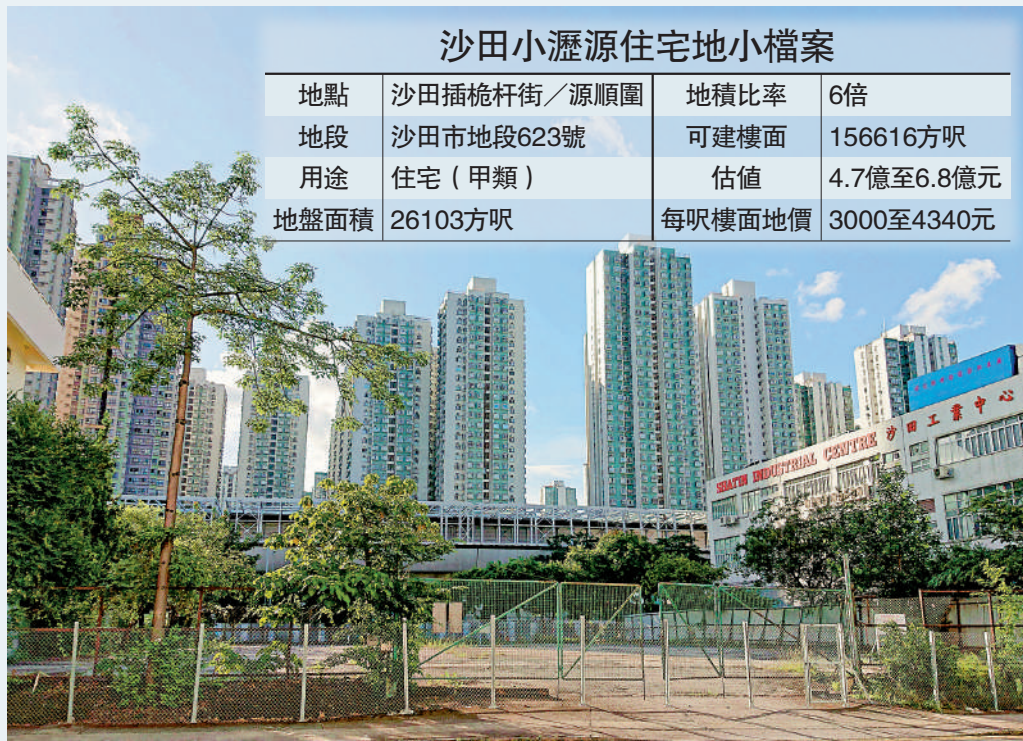 沙田小瀝源住宅地小檔案
地點 沙田插桅杆街／源順圍 地積比率 6倍
地段 沙田市地段623號 可建樓面 156616方呎
用途 住宅（甲類） 估值 4.7億至6.8億元
地盤面積 26103方呎 每呎樓面地價 3000至4340元
SHATIN INDUSTRIAL CENTRE 沙田工業中心